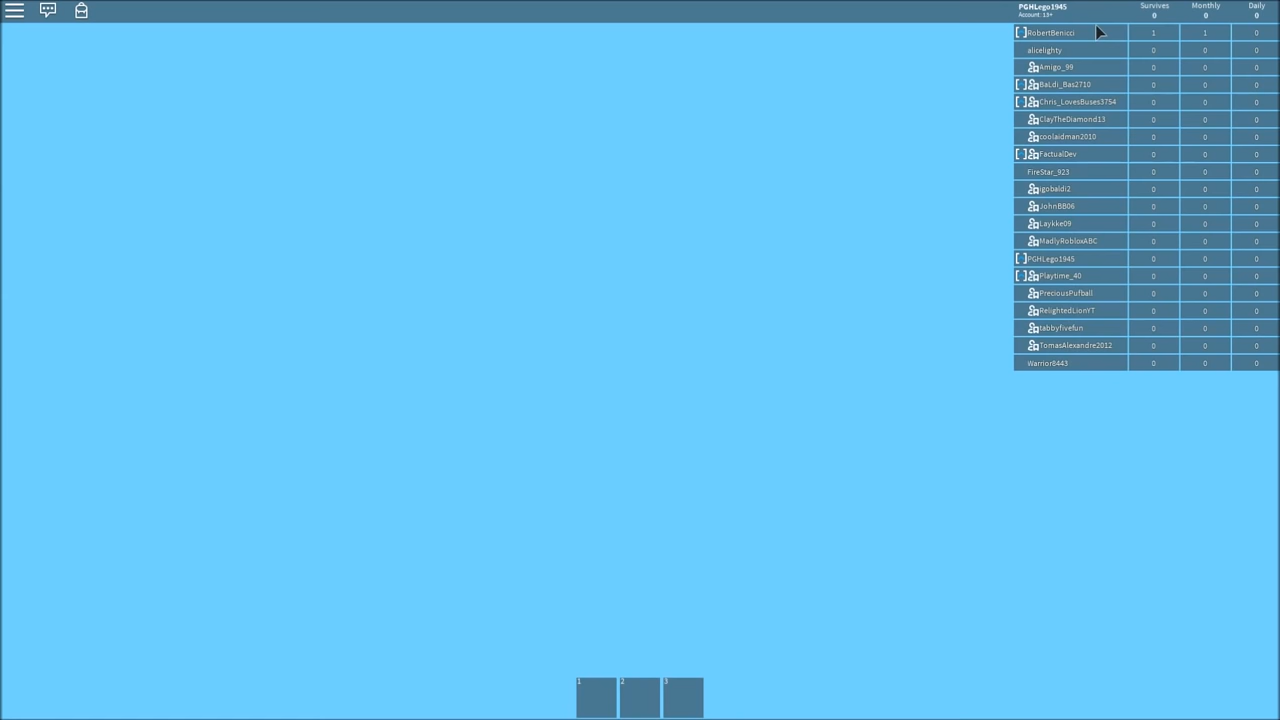 PGHLego1945 Survives Monthly Daily
Account: 13+ 0 0 0
RobertBenicci 1 1 0
alicelighty 0 0 0
Amigo_99 0 0 0
BaLdi_Bas2710 0 0 0
Chris_LovesBuses3754 0 0 0
ClayTheDiamond13 0 0 0
coolaidman2010 0 0 0
FactualDev 0 0 0
FireStar_923 0 0 0
igobaldi2 0 0 0
JohnBB06 0 0 0
Laykke09 0 0 0
MadlyRobloxABC 0 0 0
PGHLego1945 0 0 0
Playtime_40 0 0 0
PreciousPufball 0 0 0
RelightedLionYT 0 0 0
tabbyfivefun 0 0 0
TomasAlexandre2012 0 0 0
Warrior8443 0 0 0
1 2 3